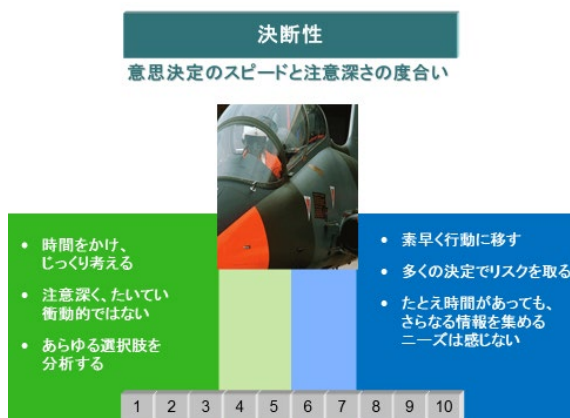 決断性
意思決定のスピードと注意深さの度合い
• 時間をかけ、
じっくり考える
• 注意深く、たいてい
衝動的ではない
• あらゆる選択肢を
分析する
• 素早く行動に移す
• 多くの決定でリスクを取る
• たとえ時間があっても、
さらなる情報を集める
ニーズは感じない
1 2 3 4 5 6 7 8 9 10